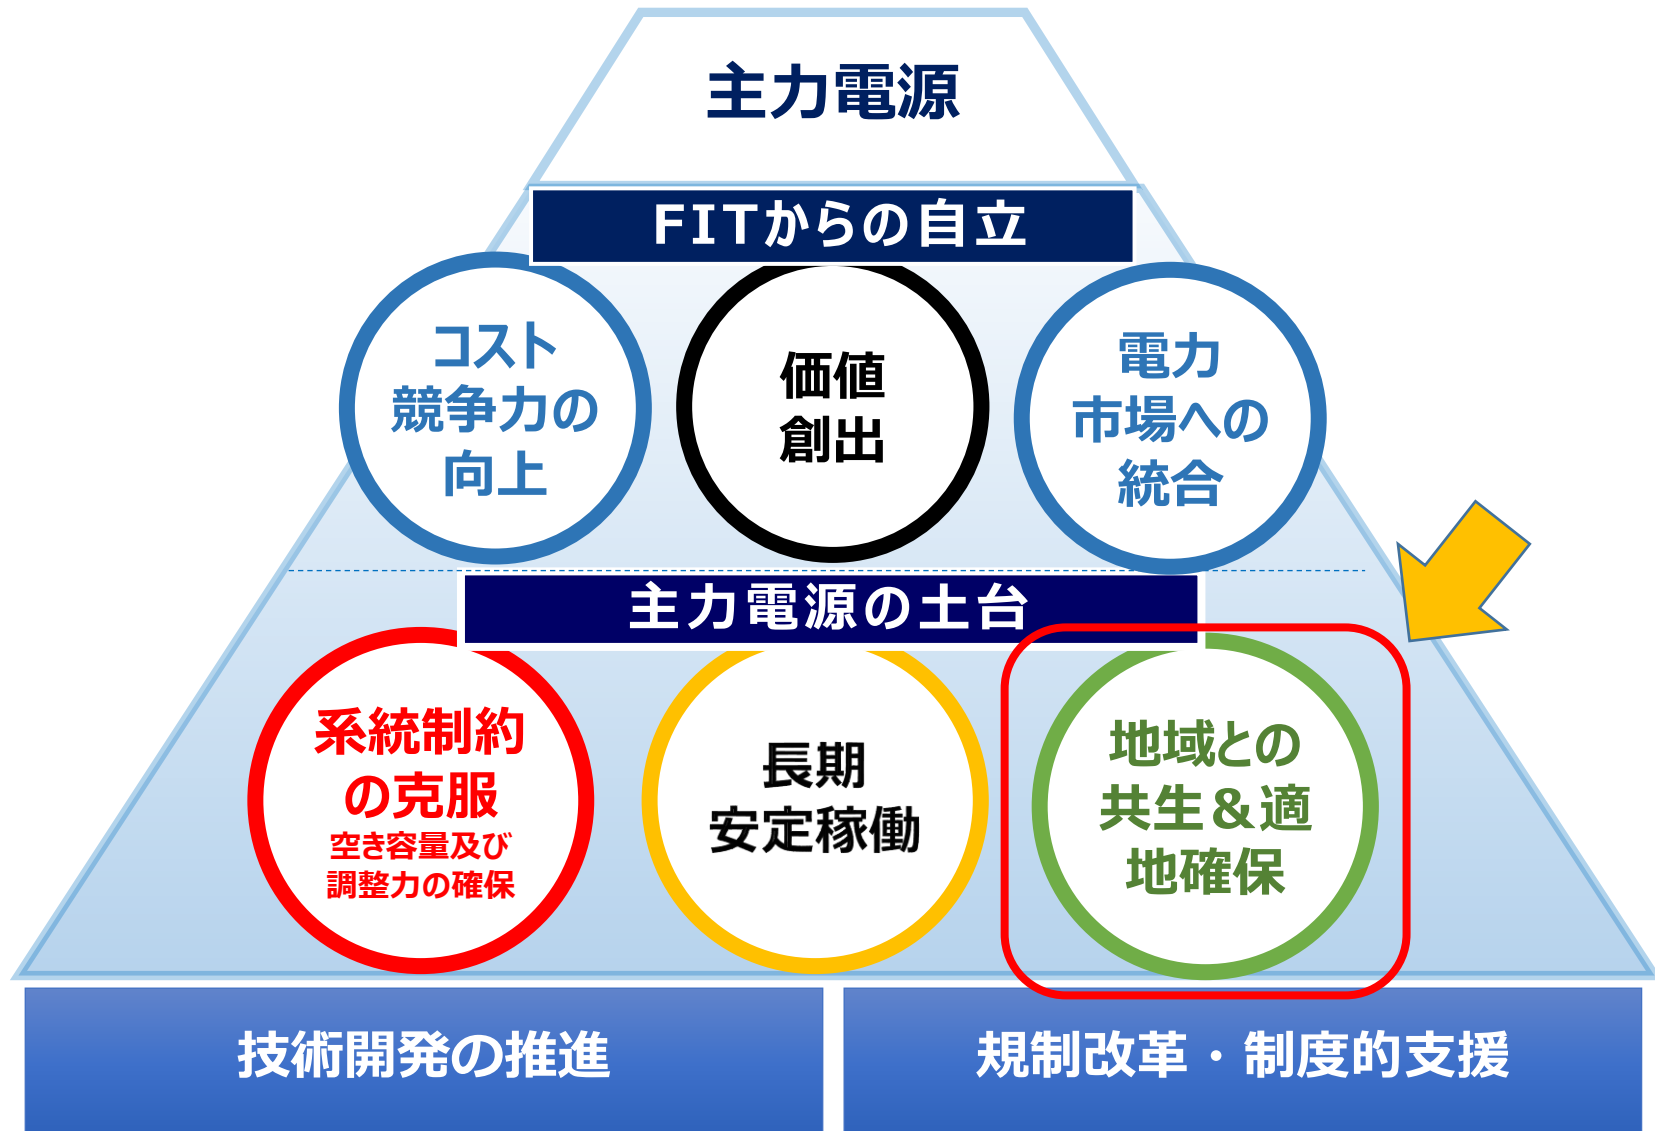 主力電源
FITからの自立
コスト
競争力の
向上
価値
創出
電力
市場への
統合
主力電源の土台
系統制約
の克服
空き容量及び
調整力の確保
長期
安定稼働
地域との
共生＆適
地確保
技術開発の推進
規制改革・制度的支援